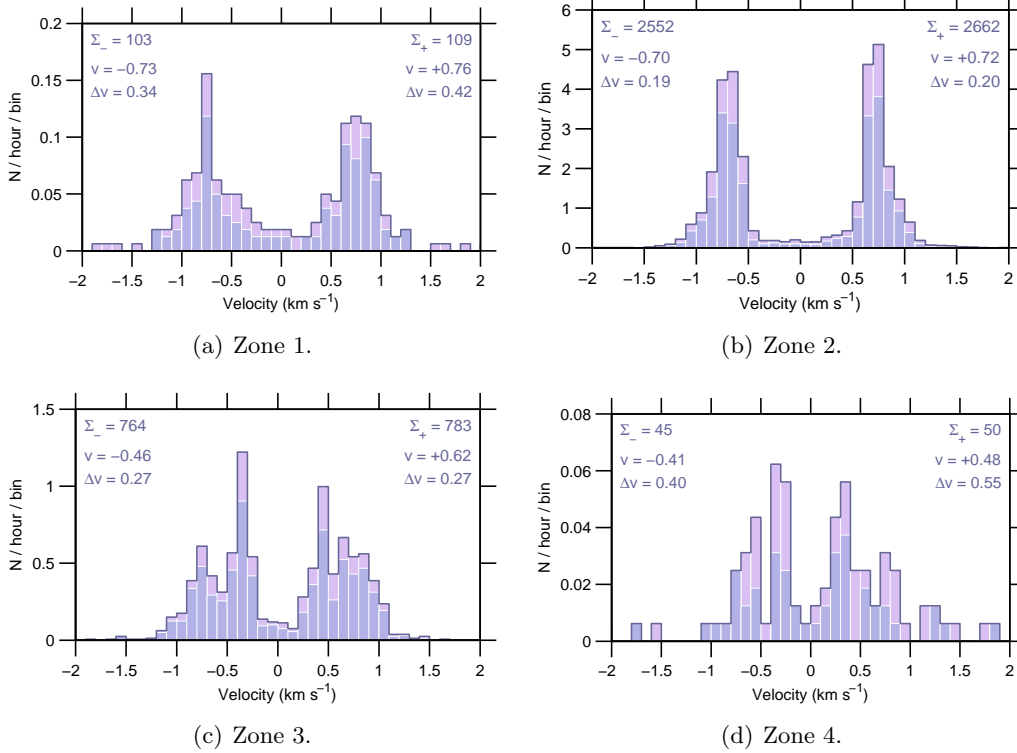 0.2
0.15
0.1
0.05
0
N / hour / bin
Σ₋ = 103
v = −0.73
Δv = 0.34
Σ₊ = 109
v = +0.76
Δv = 0.42
−2 −1.5 −1 −0.5 0 0.5 1 1.5 2
Velocity (km s⁻¹)
(a) Zone 1.
6
5
4
3
2
1
0
N / hour / bin
Σ₋ = 2552
v = −0.70
Δv = 0.19
Σ₊ = 2662
v = +0.72
Δv = 0.20
−2 −1.5 −1 −0.5 0 0.5 1 1.5 2
Velocity (km s⁻¹)
(b) Zone 2.
1.5
1
0.5
0
N / hour / bin
Σ₋ = 764
v = −0.46
Δv = 0.27
Σ₊ = 783
v = +0.62
Δv = 0.27
−2 −1.5 −1 −0.5 0 0.5 1 1.5 2
Velocity (km s⁻¹)
(c) Zone 3.
0.08
0.06
0.04
0.02
0
N / hour / bin
Σ₋ = 45
v = −0.41
Δv = 0.40
Σ₊ = 50
v = +0.48
Δv = 0.55
−2 −1.5 −1 −0.5 0 0.5 1 1.5 2
Velocity (km s⁻¹)
(d) Zone 4.